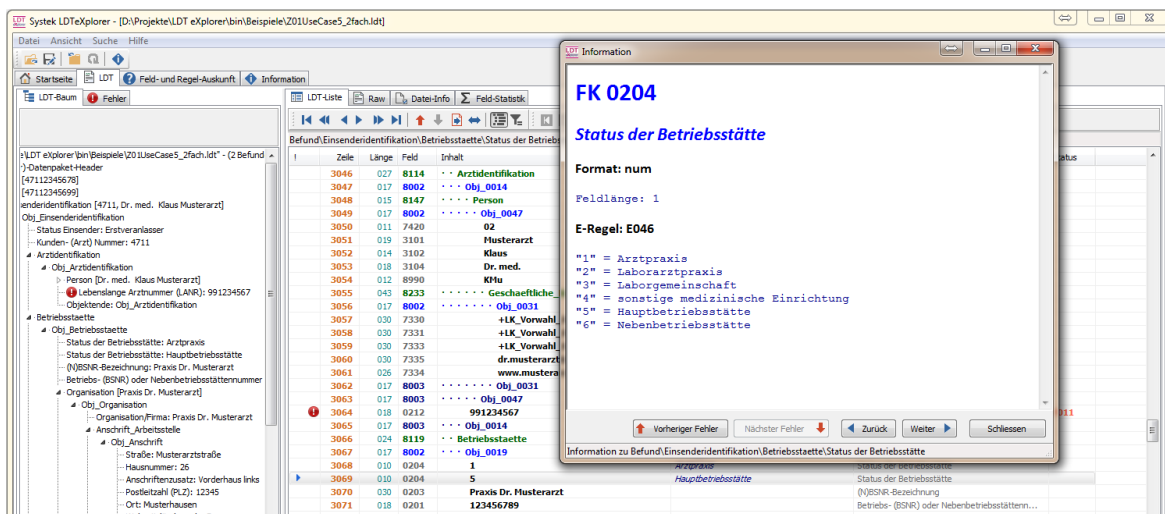 Systek LDTeXplorer - [D:\Projekte\LDT eXplorer\bin\Beispiele\Z01UseCase5_2fach.ldt]
Datei Ansicht Suche Hilfe
Startseite LDT Feld- und Regel-Auskunft Information
LDT-Baum Fehler
e\LDT eXplorer\bin\Beispiele\Z01UseCase5_2fach.ldt" - (2 Befund
r)-Datenpaket-Header
[47112345678]
[47112345699]
senderidentifikation [4711, Dr. med. Klaus Musterarzt]
Obj_Einsenderidentifikation
Status Einsender: Erstveranlasser
Kunden- (Arzt) Nummer: 4711
Arztidentifikation
Obj_Arztidentifikation
Person [Dr. med. Klaus Musterarzt]
Lebenslange Arztnummer (LANR): 991234567
Objektende: Obj_Arztidentifikation
Betriebsstaette
Obj_Betriebsstaette
Status der Betriebsstätte: Arztpraxis
Status der Betriebsstätte: Hauptbetriebsstätte
(N)BSNR-Bezeichnung: Praxis Dr. Musterarzt
Betriebs- (BSNR) oder Nebenbetriebsstättennummer
Organisation [Praxis Dr. Musterarzt]
Obj_Organisation
Organisation/Firma: Praxis Dr. Musterarzt
Anschrift_Arbeitsstelle
Obj_Anschrift
Straße: Musterarztstraße
Hausnummer: 26
Anschriftenzusatz: Vorderhaus links
Postleitzahl (PLZ): 12345
Ort: Musterhausen
LDT-Liste Raw Datei-Info Σ Feld-Statistik
Befund\Einsenderidentifikation\Betriebsstaette\Status der Betriebs
! Zeile Länge Feld Inhalt atus
3046 027 8114 · · Arztidentifikation
3047 017 8002 · · · Obj_0014
3048 015 8147 · · · · Person
3049 017 8002 · · · · · Obj_0047
3050 011 7420 02
3051 019 3101 Musterarzt
3052 014 3102 Klaus
3053 018 3104 Dr. med.
3054 012 8990 KMu
3055 043 8233 · · · · · · Geschaeftliche_
3056 017 8002 · · · · · · · Obj_0031
3057 030 7330 +LK_Vorwahl_
3058 030 7331 +LK_Vorwahl_
3059 030 7333 +LK_Vorwahl_
3060 030 7335 dr.musterarzt
3061 026 7334 www.mustera
3062 017 8003 · · · · · · · Obj_0031
3063 017 8003 · · · · · Obj_0047
3064 018 0212 991234567 011
3065 017 8003 · · · Obj_0014
3066 024 8119 · · Betriebsstaette
3067 017 8002 · · · Obj_0019
3068 010 0204 1 Arztpraxis Status der Betriebsstätte
3069 010 0204 5 Hauptbetriebsstätte Status der Betriebsstätte
3070 030 0203 Praxis Dr. Musterarzt (N)BSNR-Bezeichnung
3071 018 0201 123456789 Betriebs- (BSNR) oder Nebenbetriebsstättenn...
Information
FK 0204
Status der Betriebsstätte
Format: num
Feldlänge: 1
E-Regel: E046
"1" = Arztpraxis
"2" = Laborarztpraxis
"3" = Laborgemeinschaft
"4" = sonstige medizinische Einrichtung
"5" = Hauptbetriebsstätte
"6" = Nebenbetriebsstätte
Vorheriger Fehler Nächster Fehler Zurück Weiter Schliessen
Information zu Befund\Einsenderidentifikation\Betriebsstaette\Status der Betriebsstätte